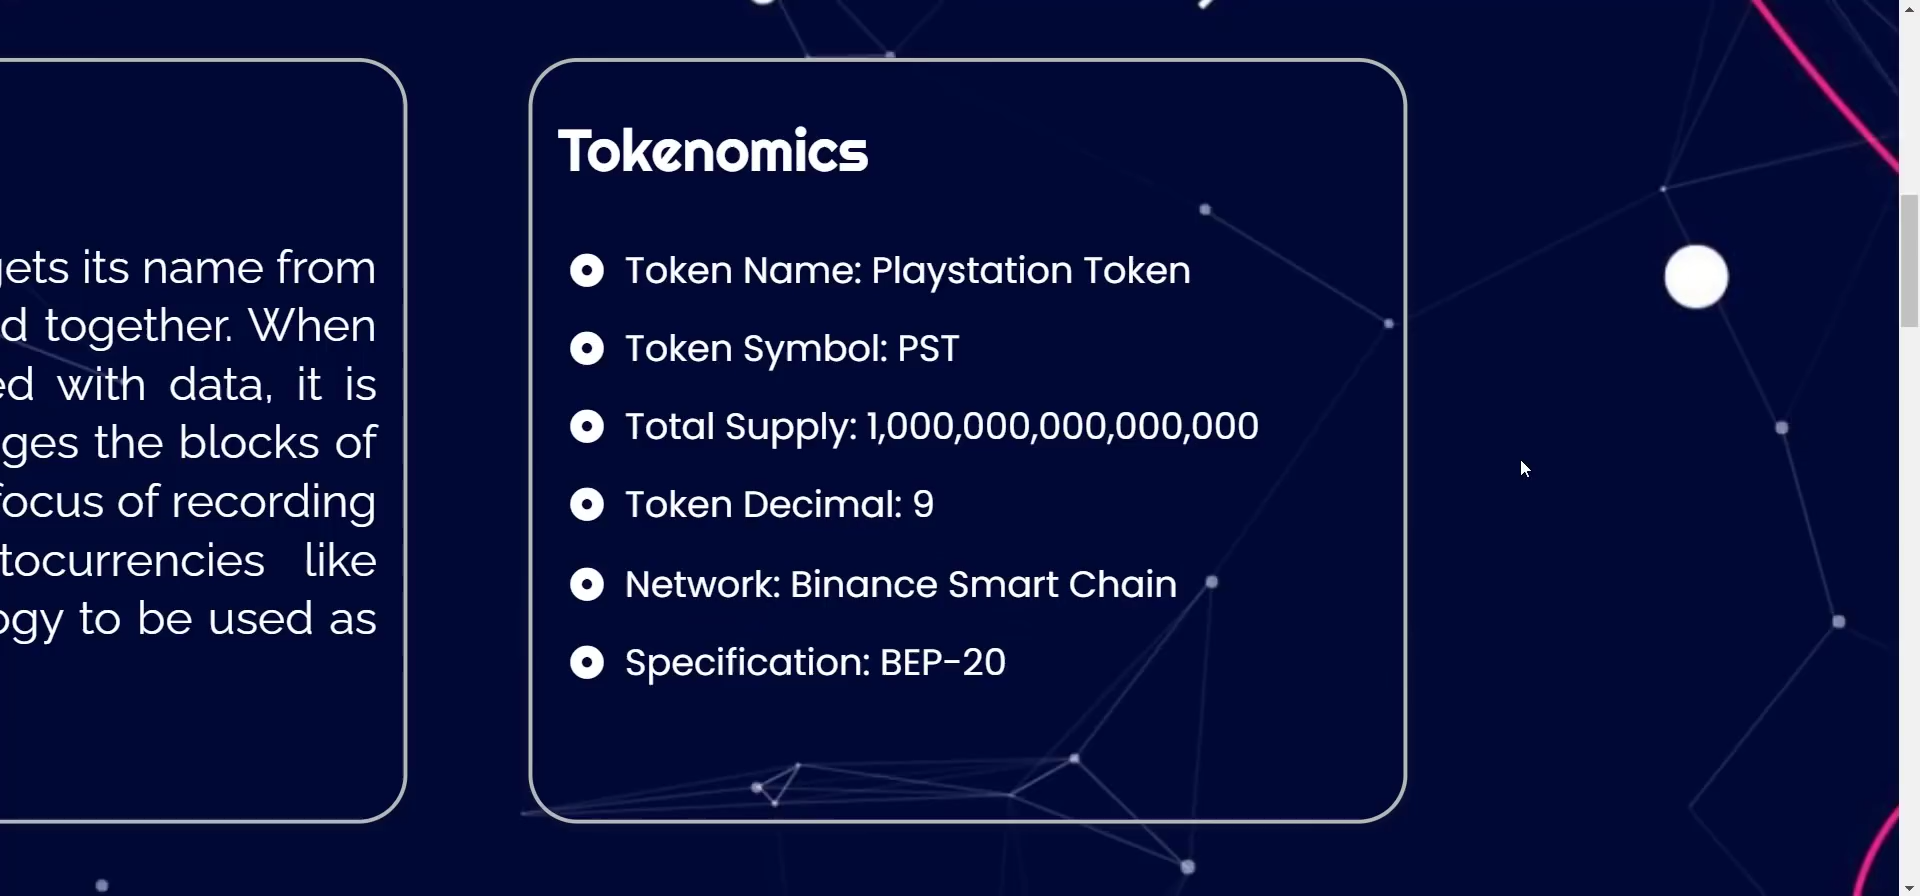 gets its name from
d together. When
ed with data, it is
ges the blocks of
focus of recording
tocurrencies like
ogy to be used as
Tokenomics
Token Name: Playstation Token
Token Symbol: PST
Total Supply: 1,000,000,000,000,000
Token Decimal: 9
Network: Binance Smart Chain
Specification: BEP-20